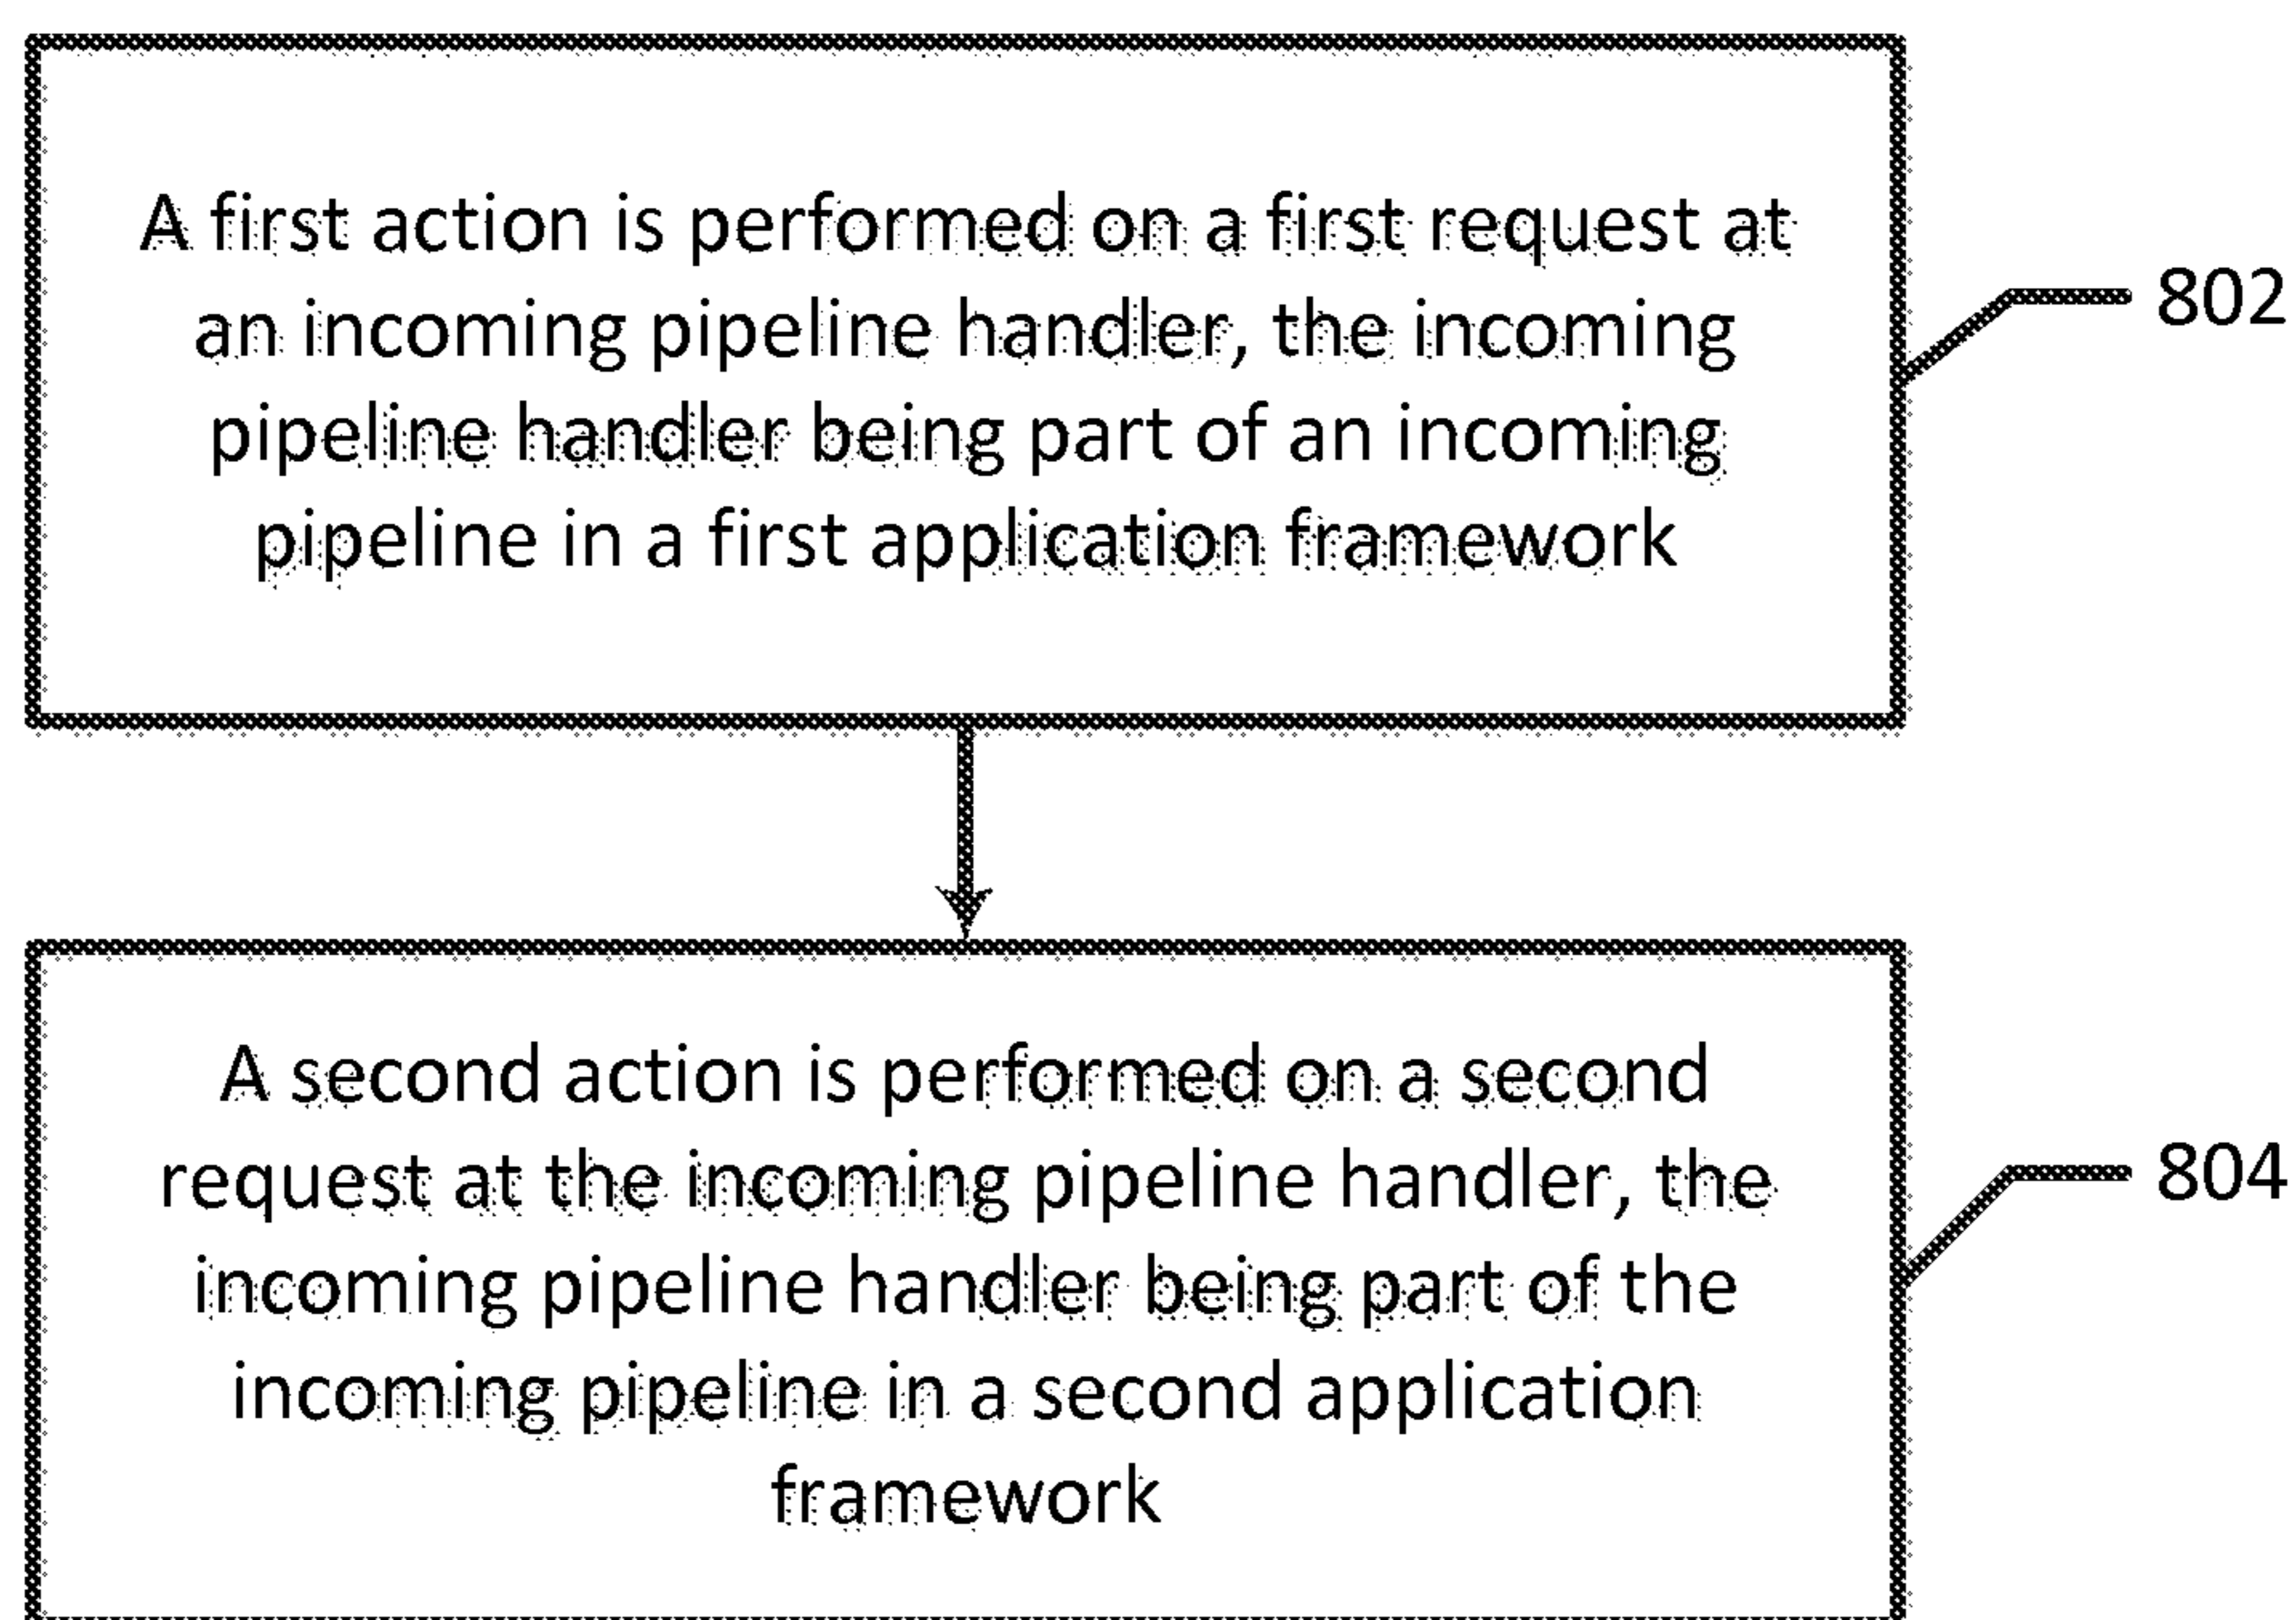 A first action is performed on a first request at
an incoming pipeline handler, the incoming
pipeline handler being part of an incoming
pipeline in a first application framework
802
A second action is performed on a second
request at the incoming pipeline handler, the
incoming pipeline handler being part of the
incoming pipeline in a second application
framework
804